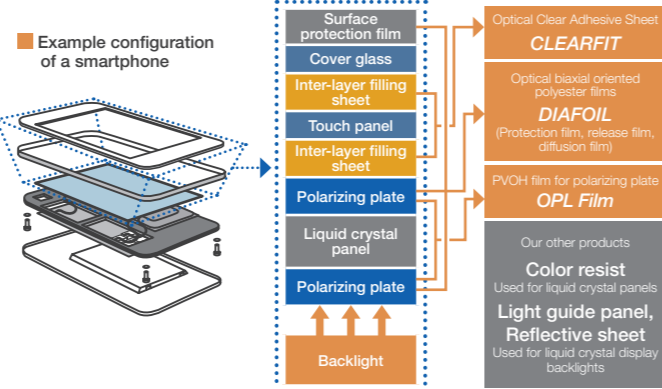 Example configuration
of a smartphone
Surface
protection film
Cover glass
Inter-layer filling
sheet
Touch panel
Inter-layer filling
sheet
Polarizing plate
Liquid crystal
panel
Polarizing plate
Backlight
Optical Clear Adhesive Sheet
CLEARFIT
Optical biaxial oriented
polyester films
DIAFOIL
(Protection film, release film,
diffusion film)
PVOH film for polarizing plate
OPL Film
Our other products
Color resist
Used for liquid crystal panels
Light guide panel,
Reflective sheet
Used for liquid crystal display
backlights